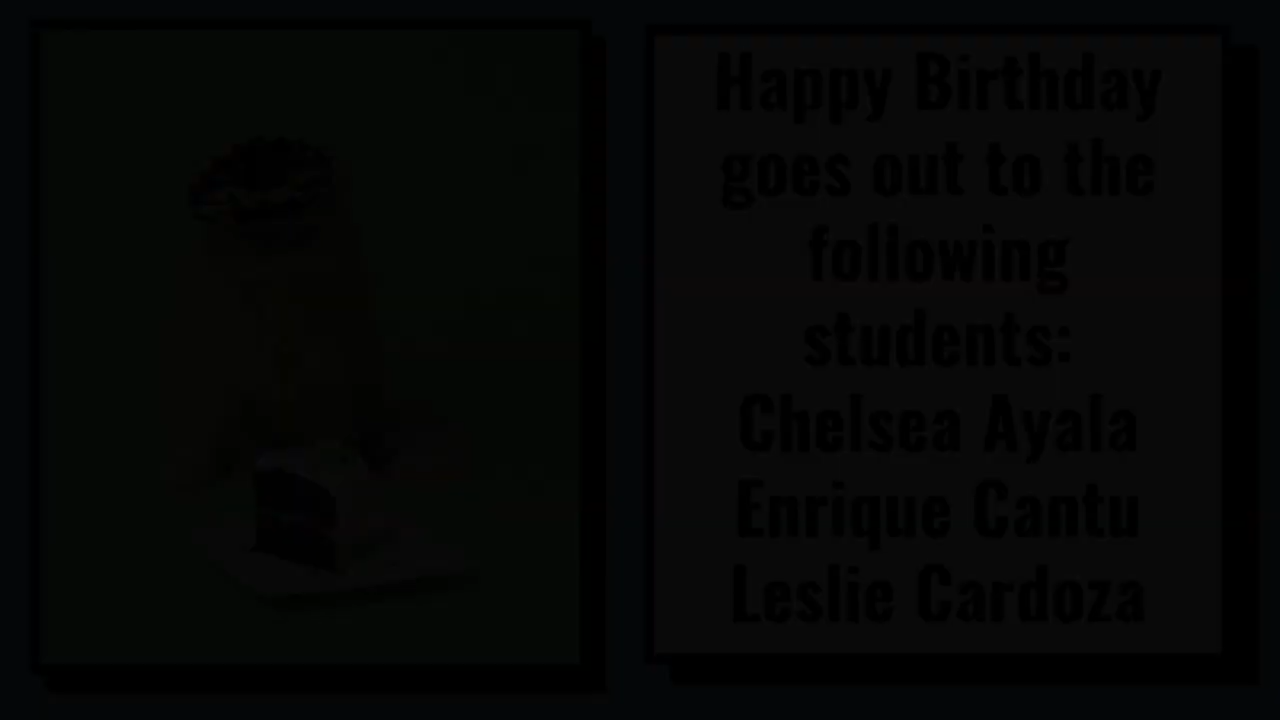 Happy Birthday
goes out to the
following
students:
Chelsea Ayala
Enrique Cantu
Leslie Cardoza